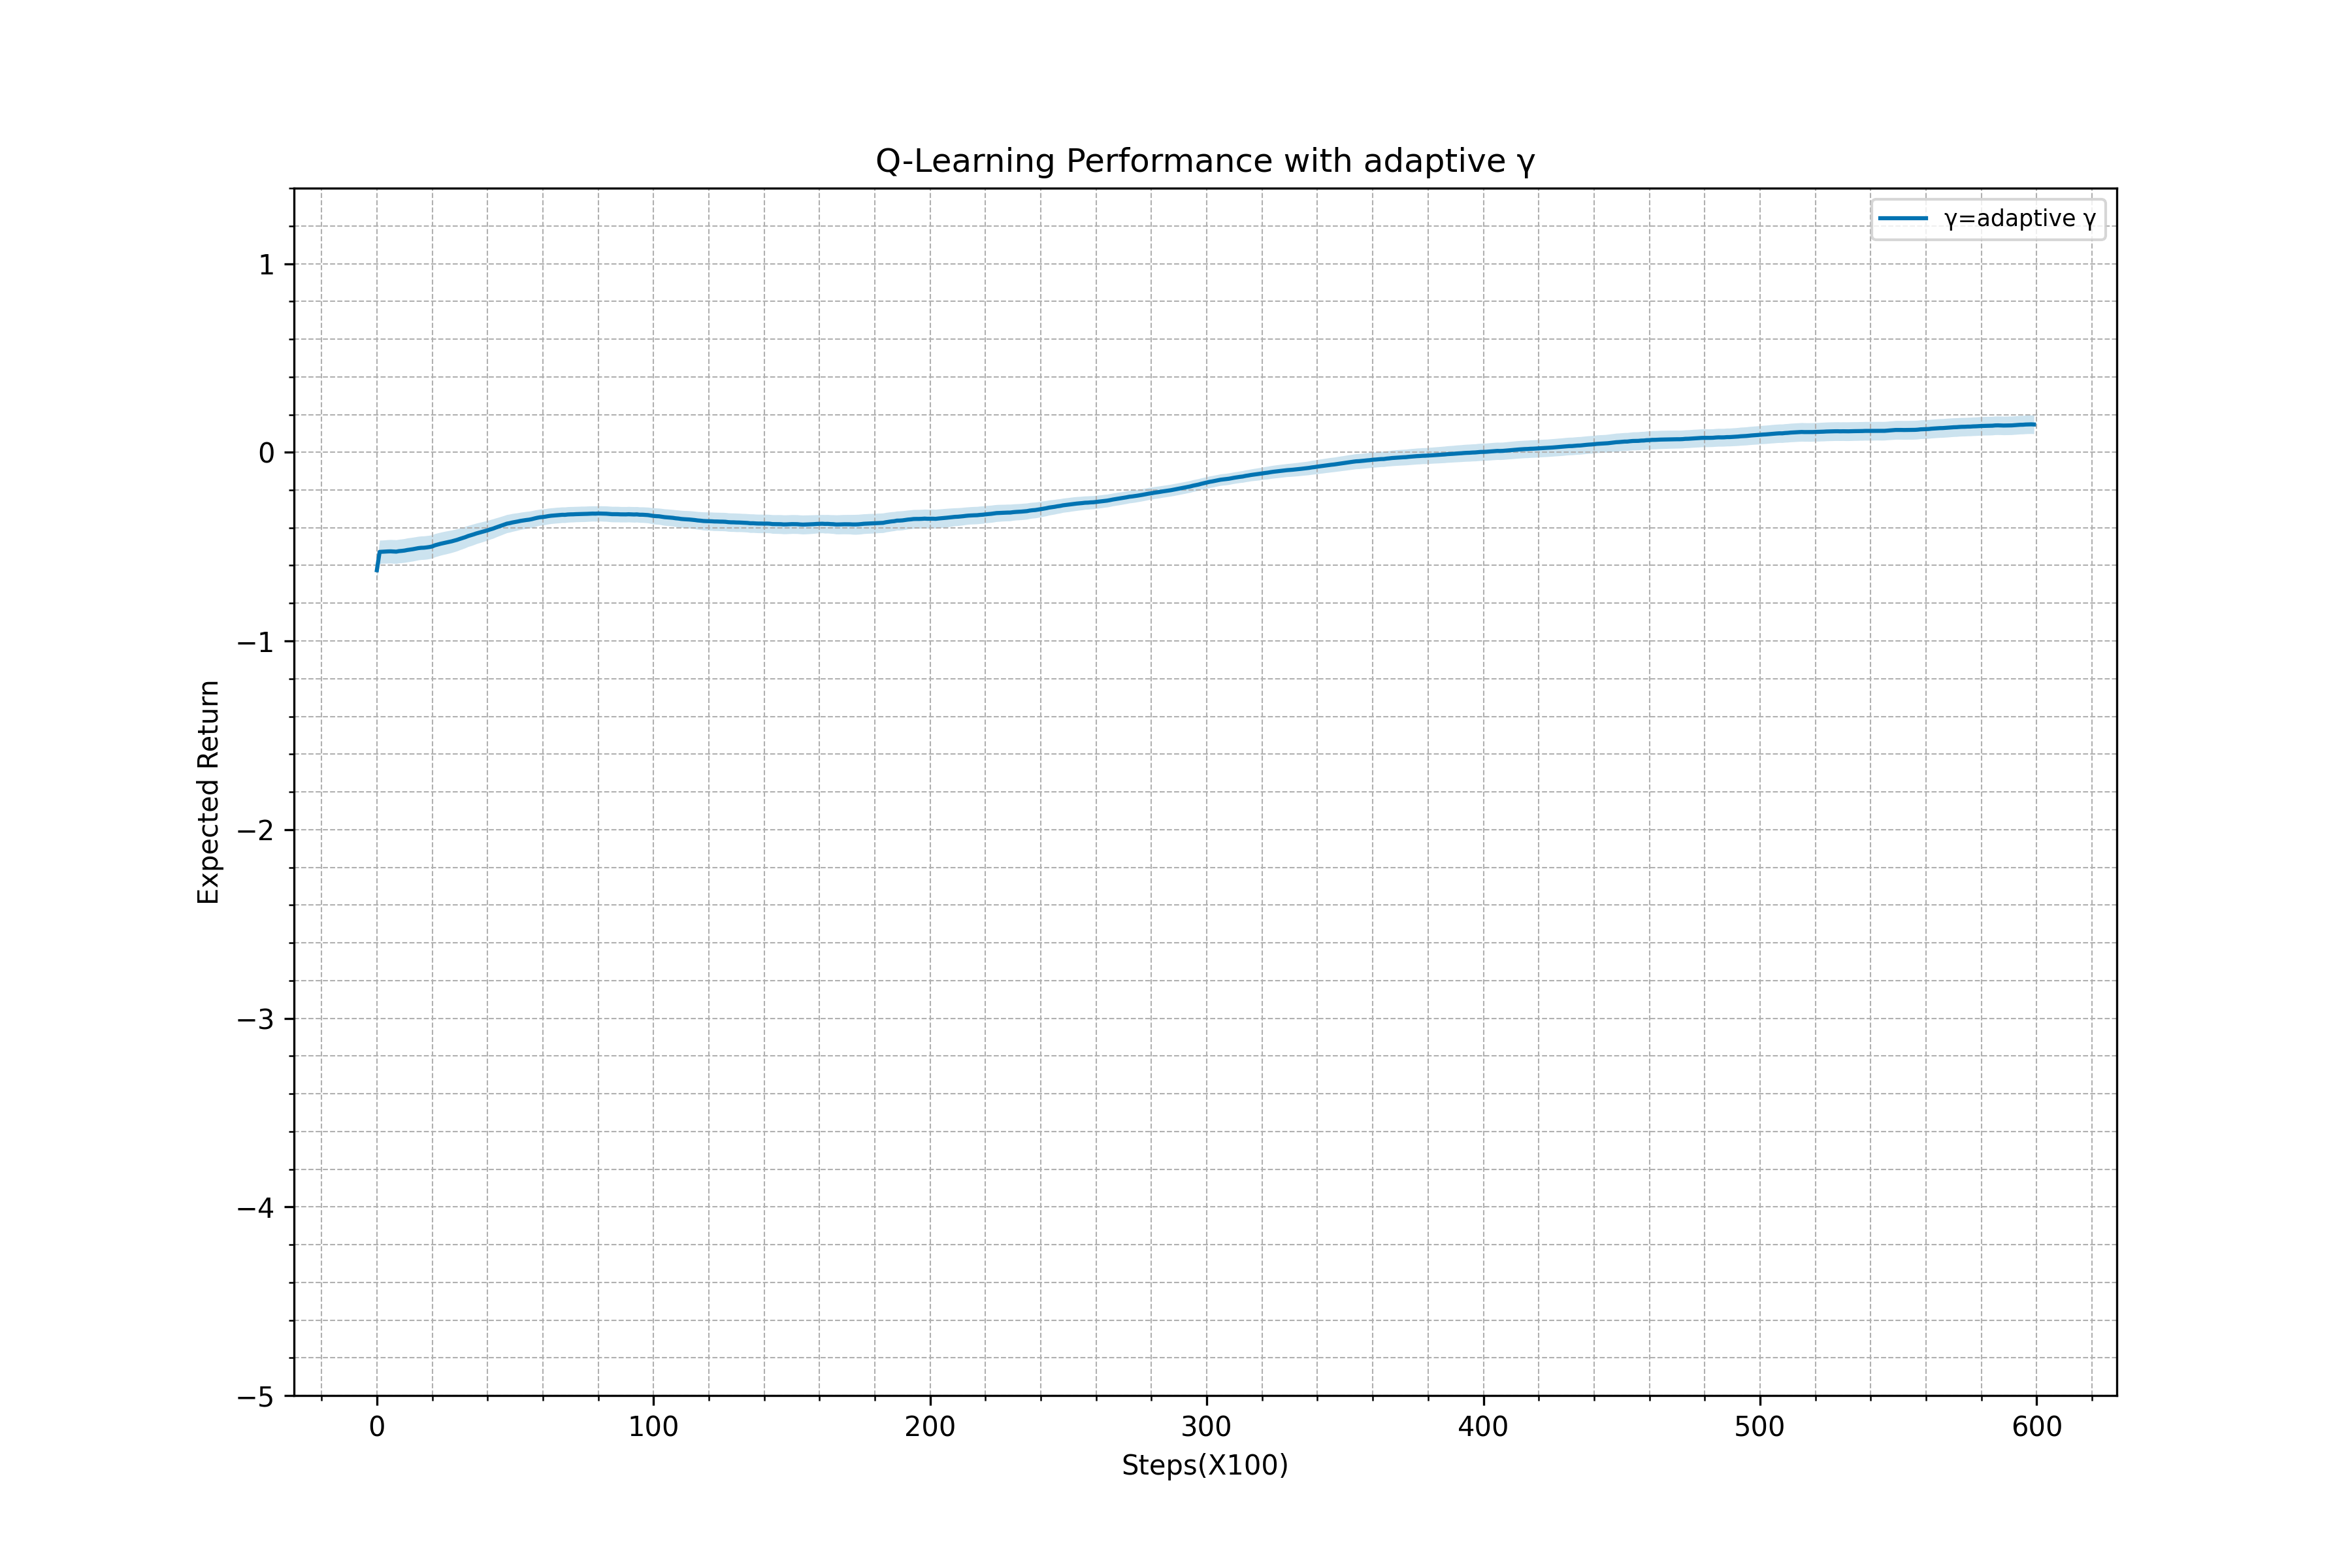 Q-Learning Performance with adaptive γ
γ=adaptive γ
1
0
−1
−2
−3
−4
−5
Expected Return
0 100 200 300 400 500 600
Steps(X100)